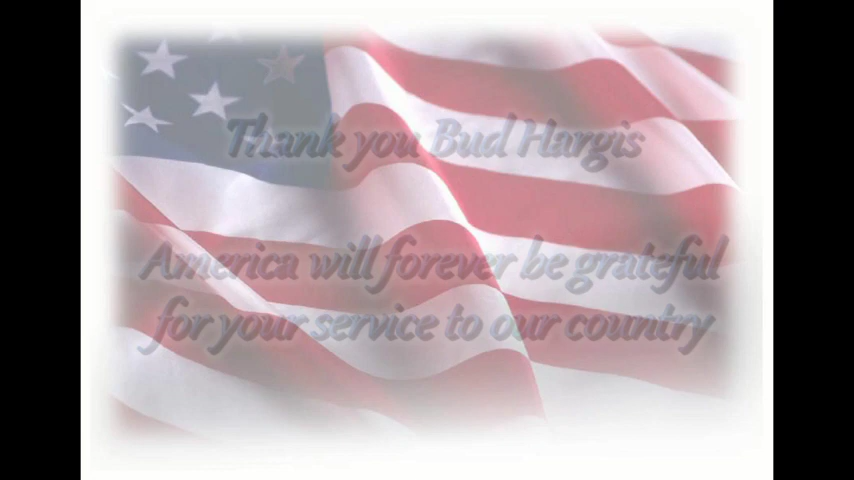 Thank you Bud Hargis
America will forever be grateful
for your service to our country